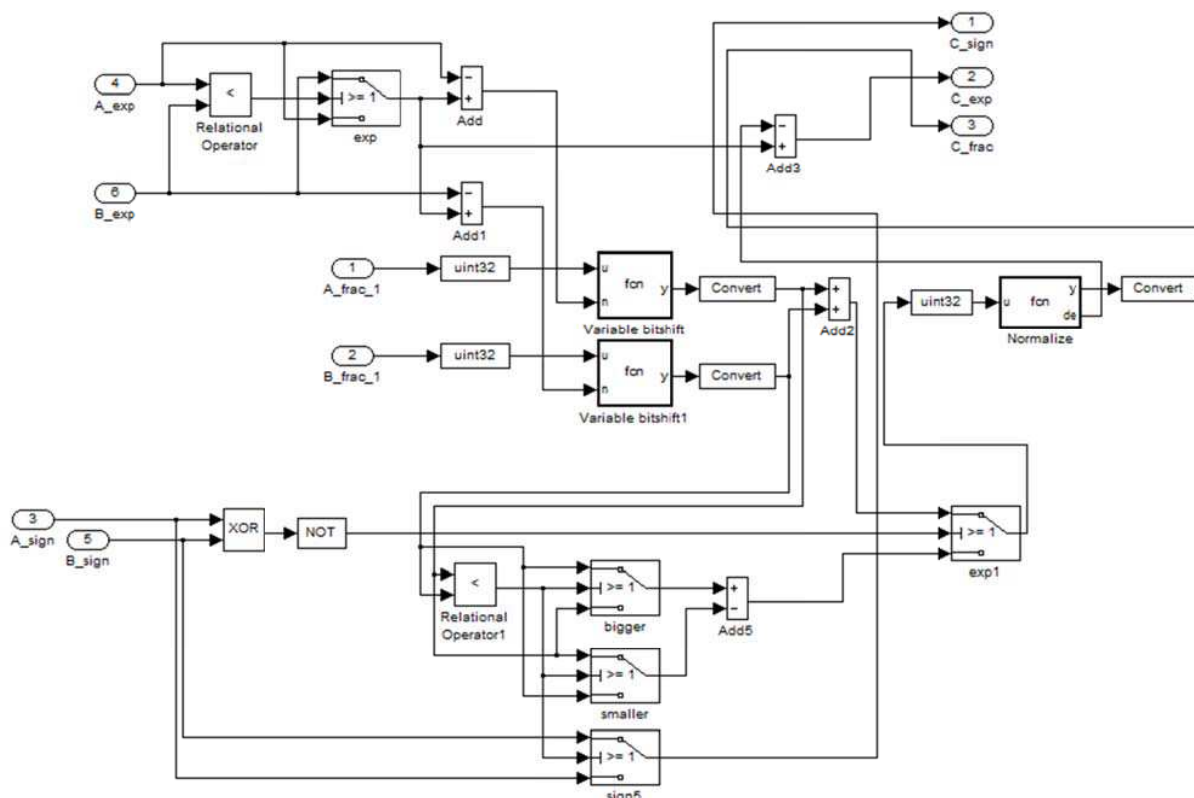 1
C_sign
4
A_exp
<
>= 1
2
C_exp
Relational
Operator
exp
Add
3
C_frac
Add3
6
B_exp
Add1
1
A_frac_1
uint32
u
fcn
y
n
Convert
Variable bitshift
Add2
uint32
u
fcn
y
de
Convert
Normalize
2
B_frac_1
uint32
u
fcn
y
n
Convert
Variable bitshift1
3
A_sign
5
B_sign
XOR
NOT
>= 1
exp1
<
Relational
Operator1
>= 1
bigger
Add5
>= 1
smaller
>= 1
sign5